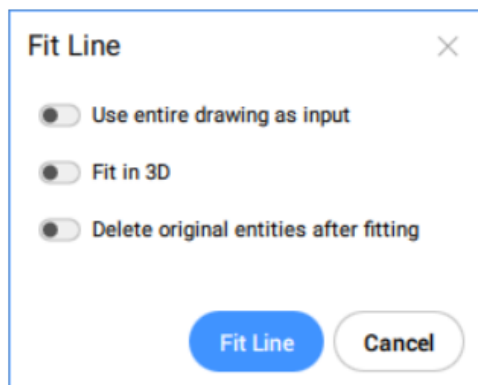 Fit Line
Use entire drawing as input
Fit in 3D
Delete original entities after fitting
Fit Line
Cancel